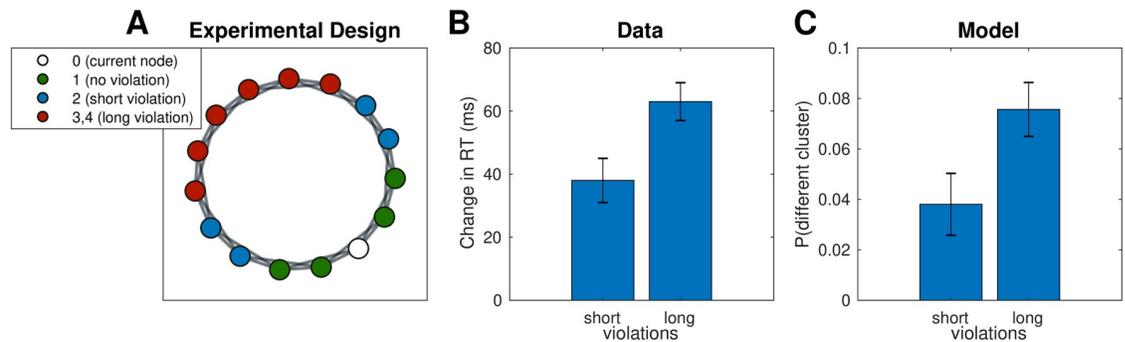 A
Experimental Design
0 (current node)
1 (no violation)
2 (short violation)
3,4 (long violation)
B
Data
Change in RT (ms)
80
60
40
20
0
short
long
violations
C
Model
P(different cluster)
0.1
0.08
0.06
0.04
0.02
0
short
long
violations